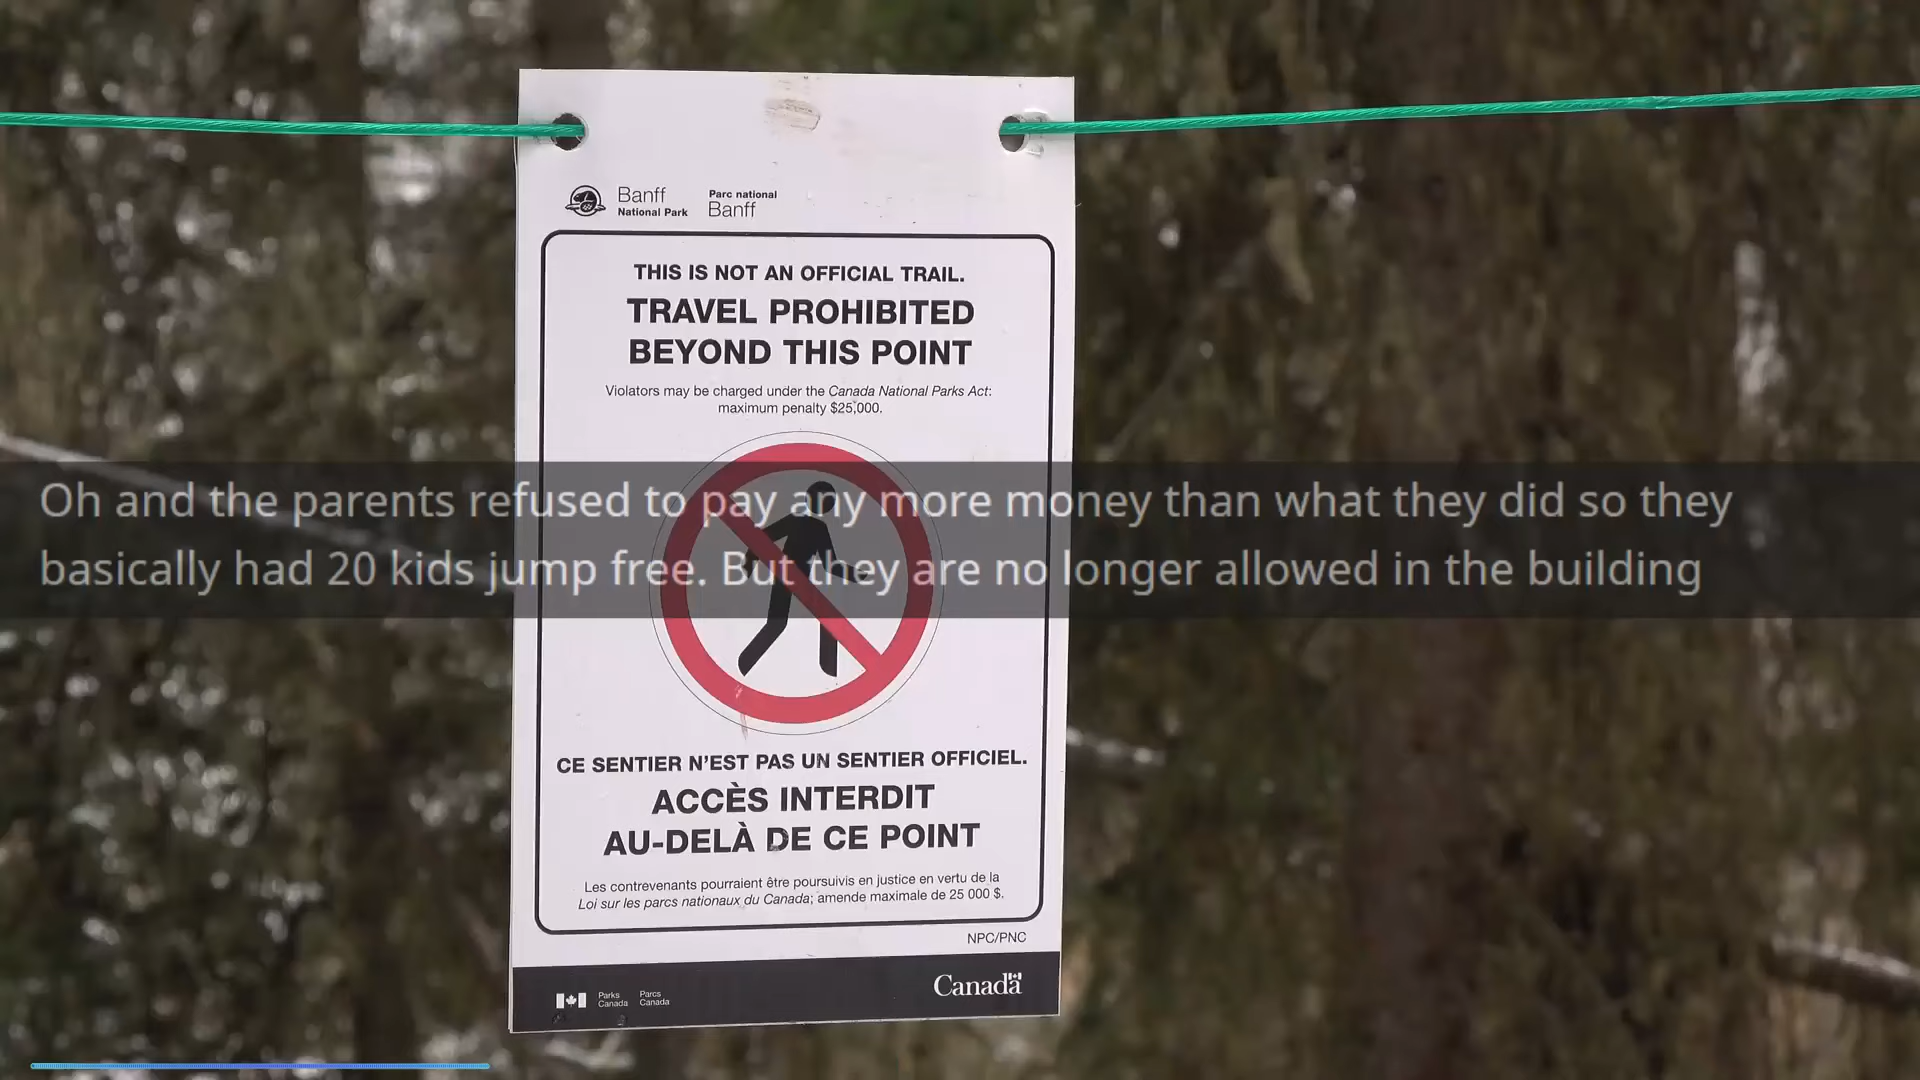 Banff
National Park
Parc national
Banff
THIS IS NOT AN OFFICIAL TRAIL.
TRAVEL PROHIBITED
BEYOND THIS POINT
Violators may be charged under the Canada National Parks Act:
maximum penalty $25,000.
Oh and the parents refused to pay any more money than what they did so they
basically had 20 kids jump free. But they are no longer allowed in the building
CE SENTIER N'EST PAS UN SENTIER OFFICIEL.
ACCÈS INTERDIT
AU-DELÀ DE CE POINT
Les contrevenants pourraient être poursuivis en justice en vertu de la
Loi sur les parcs nationaux du Canada; amende maximale de 25 000 $.
NPC/PNC
Parks
Canada
Parcs
Canada
Canada